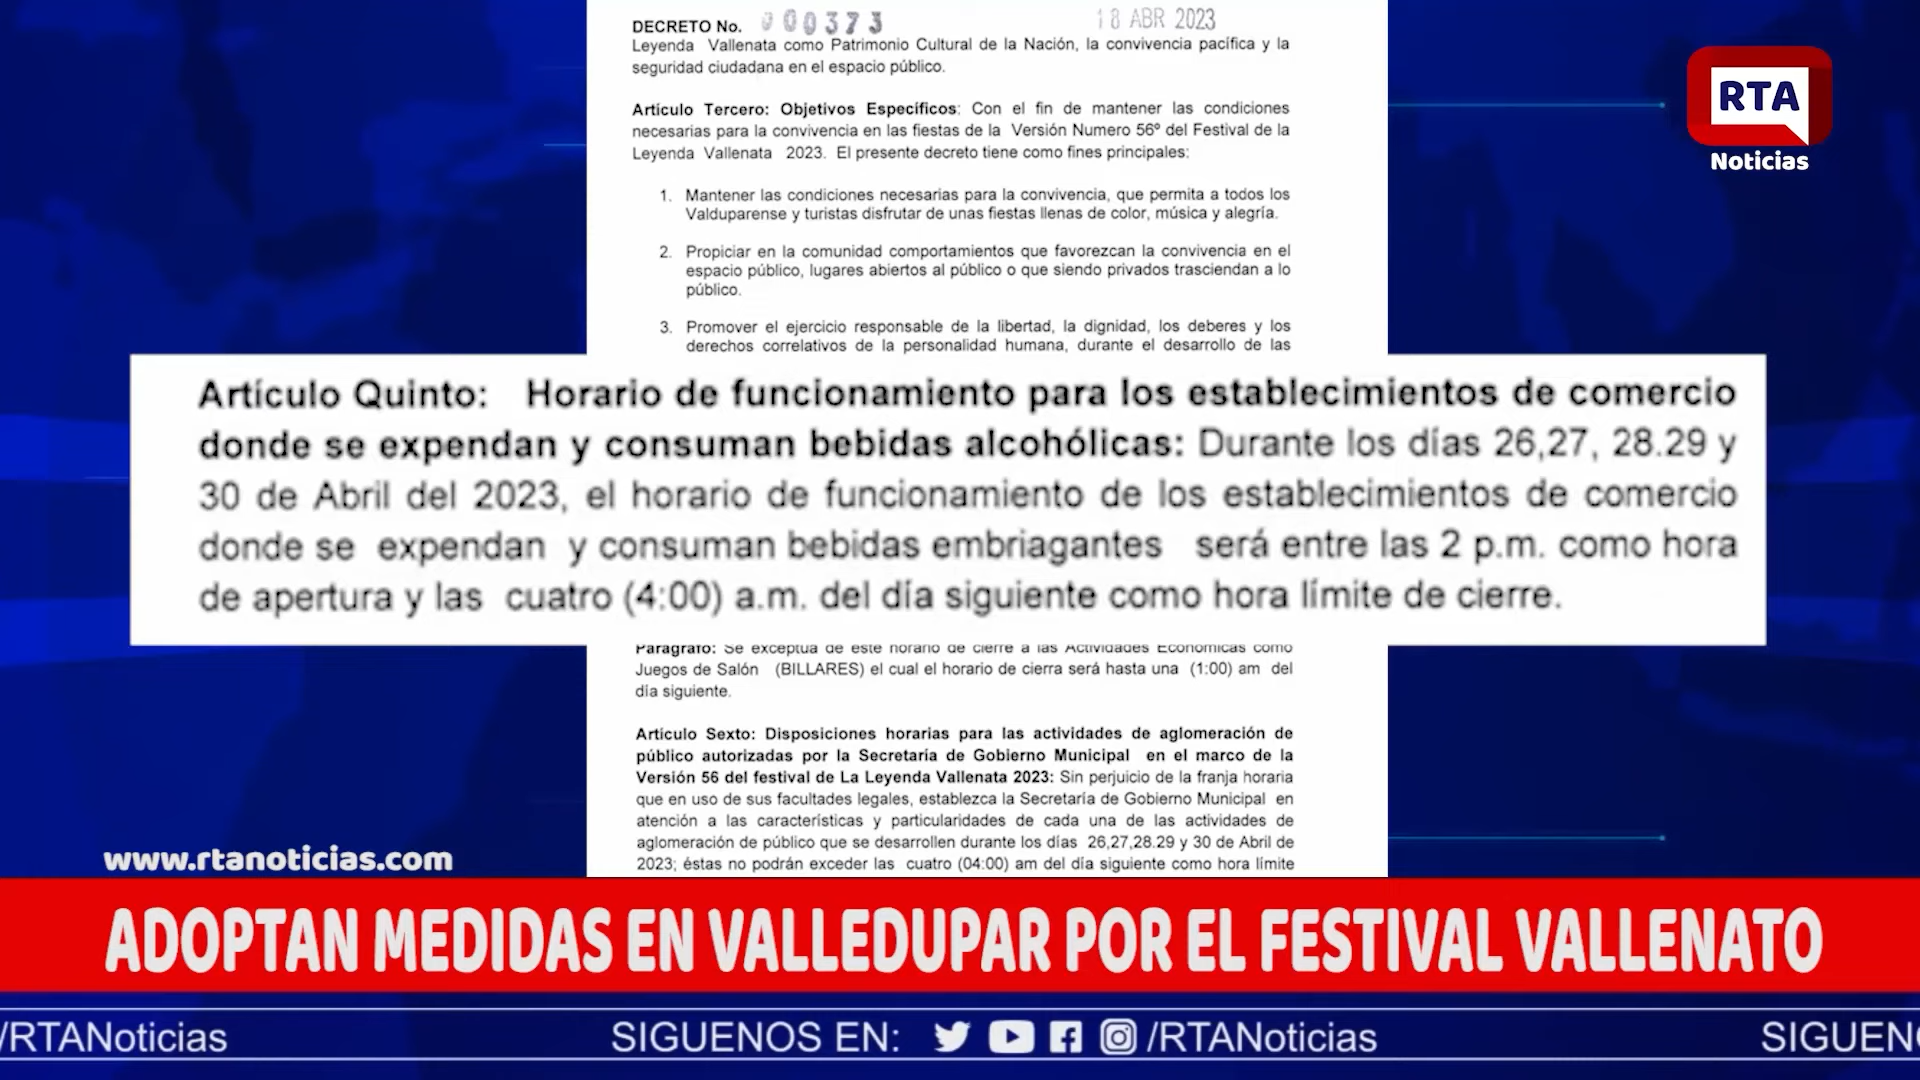 DECRETO No. 000373 18 ABR 2023
Leyenda Vallenata como Patrimonio Cultural de la Nación, la convivencia pacífica y la
seguridad ciudadana en el espacio público.
Artículo Tercero: Objetivos Específicos: Con el fin de mantener las condiciones
necesarias para la convivencia en las fiestas de la Versión Numero 56º del Festival de la
Leyenda Vallenata 2023. El presente decreto tiene como fines principales:
1. Mantener las condiciones necesarias para la convivencia, que permita a todos los
Valduparense y turistas disfrutar de unas fiestas llenas de color, música y alegría.
2. Propiciar en la comunidad comportamientos que favorezcan la convivencia en el
espacio público, lugares abiertos al público o que siendo privados trasciendan a lo
público.
3. Promover el ejercicio responsable de la libertad, la dignidad, los deberes y los
derechos correlativos de la personalidad humana, durante el desarrollo de las
Artículo Quinto: Horario de funcionamiento para los establecimientos de comercio
donde se expendan y consuman bebidas alcohólicas: Durante los días 26,27, 28.29 y
30 de Abril del 2023, el horario de funcionamiento de los establecimientos de comercio
donde se expendan y consuman bebidas embriagantes será entre las 2 p.m. como hora
de apertura y las cuatro (4:00) a.m. del día siguiente como hora límite de cierre.
Parágrafo: Se exceptúa de este horario de cierre a las Actividades Económicas como
Juegos de Salón (BILLARES) el cual el horario de cierra será hasta una (1:00) am del
día siguiente.
Artículo Sexto: Disposiciones horarias para las actividades de aglomeración de
público autorizadas por la Secretaría de Gobierno Municipal en el marco de la
Versión 56 del festival de La Leyenda Vallenata 2023: Sin perjuicio de la franja horaria
que en uso de sus facultades legales, establezca la Secretaría de Gobierno Municipal en
atención a las características y particularidades de cada una de las actividades de
aglomeración de público que se desarrollen durante los días 26,27,28.29 y 30 de Abril de
2023; éstas no podrán exceder las cuatro (04:00) am del día siguiente como hora límite
RTA
Noticias
www.rtanoticias.com
ADOPTAN MEDIDAS EN VALLEDUPAR POR EL FESTIVAL VALLENATO
/RTANoticias SIGUENOS EN: /RTANoticias SIGUEN